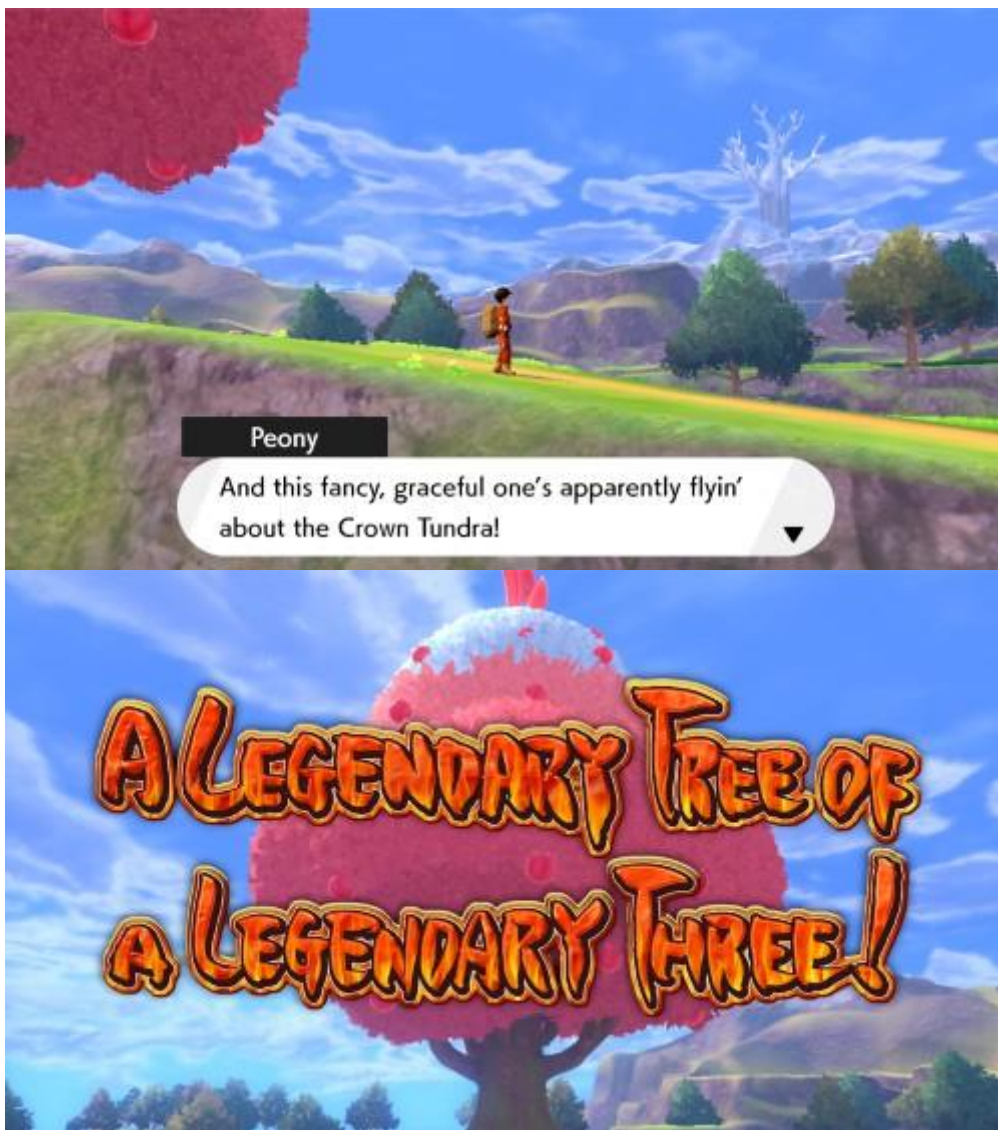 Peony
And this fancy, graceful one's apparently flyin'
about the Crown Tundra!
A LEGENDARY TREE OF
A LEGENDARY THREE!